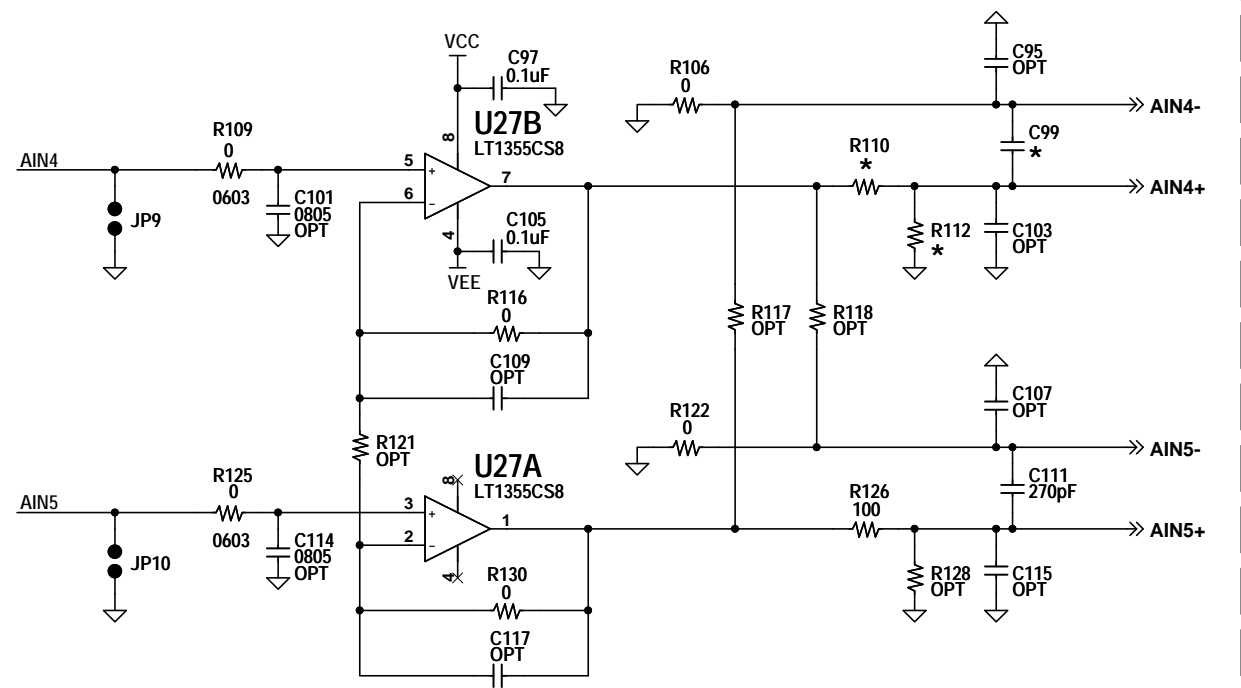 VCC
C97
0.1uF
C95
OPT
R106
0
AIN4-
U27B
LT1355CS8
R109
0
0603
8
AIN4
5
+
6
-
7
4
C101
0805
OPT
JP9
C105
0.1uF
VEE
R110
*
C99
*
AIN4+
R112
*
C103
OPT
R116
0
C109
OPT
R117
OPT
R118
OPT
R121
OPT
R122
0
C107
OPT
AIN5-
U27A
LT1355CS8
R125
0
0603
8
AIN5
3
+
2
-
1
4
C114
0805
OPT
JP10
R126
100
C111
270pF
AIN5+
R128
OPT
C115
OPT
R130
0
C117
OPT